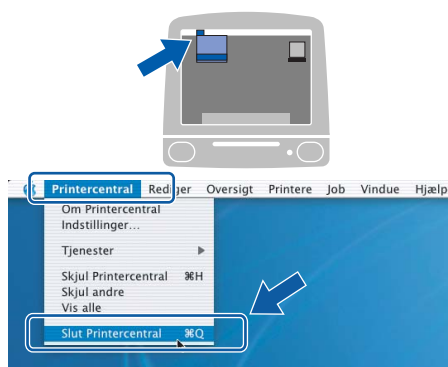 Printercentral Rediger Oversigt Printere Job Vindue Hjælp
Om Printercentral
Indstillinger...
Tjenester
Skjul Printercentral ⌘H
Skjul andre
Vis alle
Slut Printercentral ⌘Q